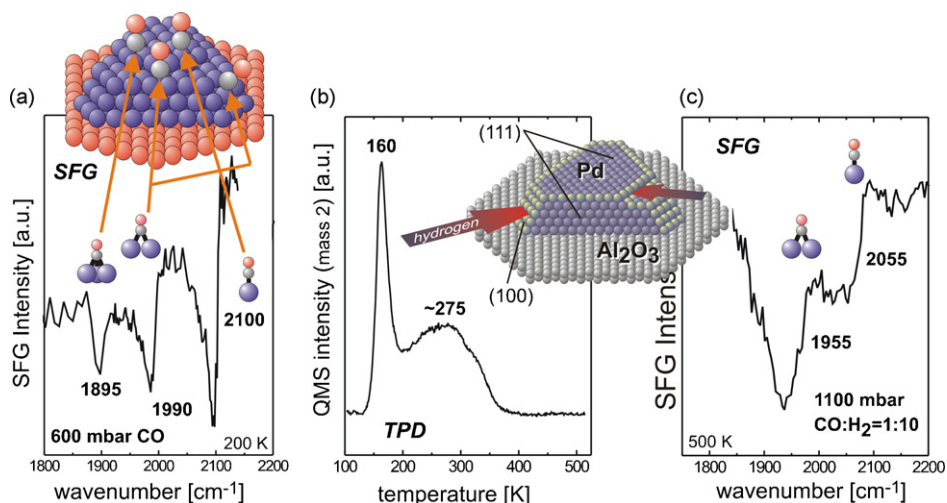 (a)
SFG
SFG Intensity [a.u.]
2100
1895
1990
600 mbar CO
200 K
1800 1900 2000 2100 2200
wavenumber [cm-1]
(b)
160
(111)
Pd
hydrogen
Al2O3
(100)
~275
QMS intensity (mass 2) [a.u.]
TPD
100 200 300 400 500
temperature [K]
(c)
SFG
SFG Intens
2055
1955
1100 mbar
CO:H2=1:10
500 K
1800 1900 2000 2100 2200
wavenumber [cm-1]